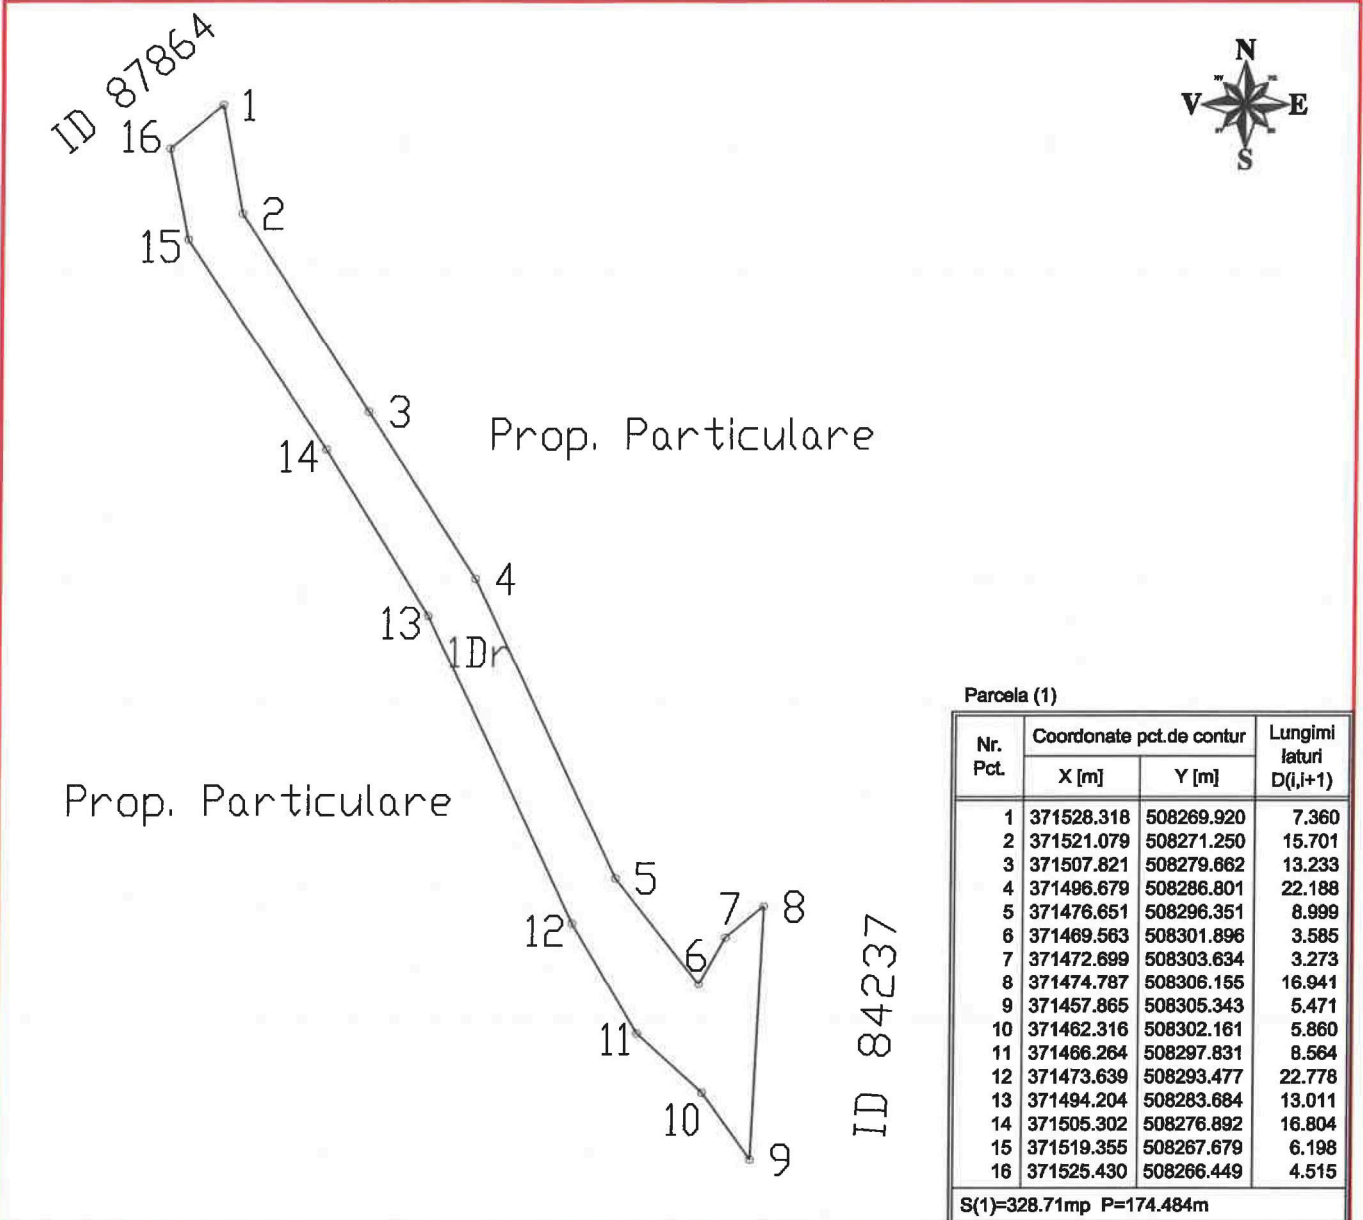 ID 87864
N
V E
S
1
16
2
15
3
Prop. Particulare
14
4
13
1Dr
Prop. Particulare
5
7
8
12
6
11
10
9
ID 84237
Parcela (1)
Nr. Pct. Coordonate pct.de contur Lungimi laturi D(i,i+1)
X [m] Y [m]
1 371528.318 508269.920 7.360
2 371521.079 508271.250 15.701
3 371507.821 508279.662 13.233
4 371496.679 508286.801 22.188
5 371476.651 508296.351 8.999
6 371469.563 508301.896 3.585
7 371472.699 508303.634 3.273
8 371474.787 508306.155 16.941
9 371457.865 508305.343 5.471
10 371462.316 508302.161 5.860
11 371466.264 508297.831 8.564
12 371473.639 508293.477 22.778
13 371494.204 508283.684 13.011
14 371505.302 508276.892 16.804
15 371519.355 508267.679 6.198
16 371525.430 508266.449 4.515
S(1)=328.71mp P=174.484m